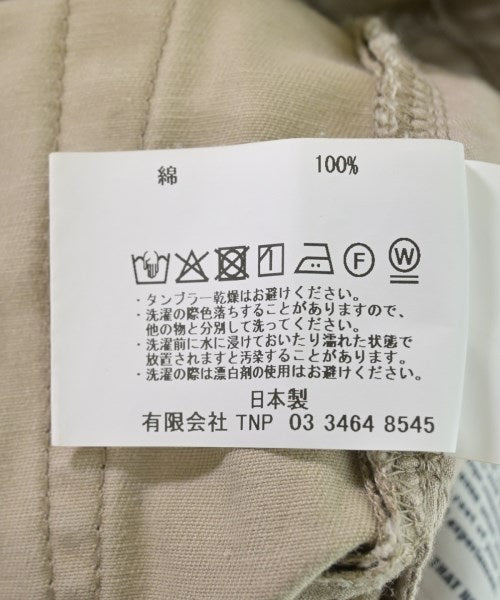 綿 100%
F W
・タンブラー乾燥はお避けください。
・洗濯の際色落ちすることがありますので、
他の物と分別して洗ってください。
・洗濯前に水に浸けておいたり濡れた状態で
放置されますと汚染することがあります。
・洗濯の際は漂白剤の使用はお避けください。
日本製
有限会社 TNP 03 3464 8545